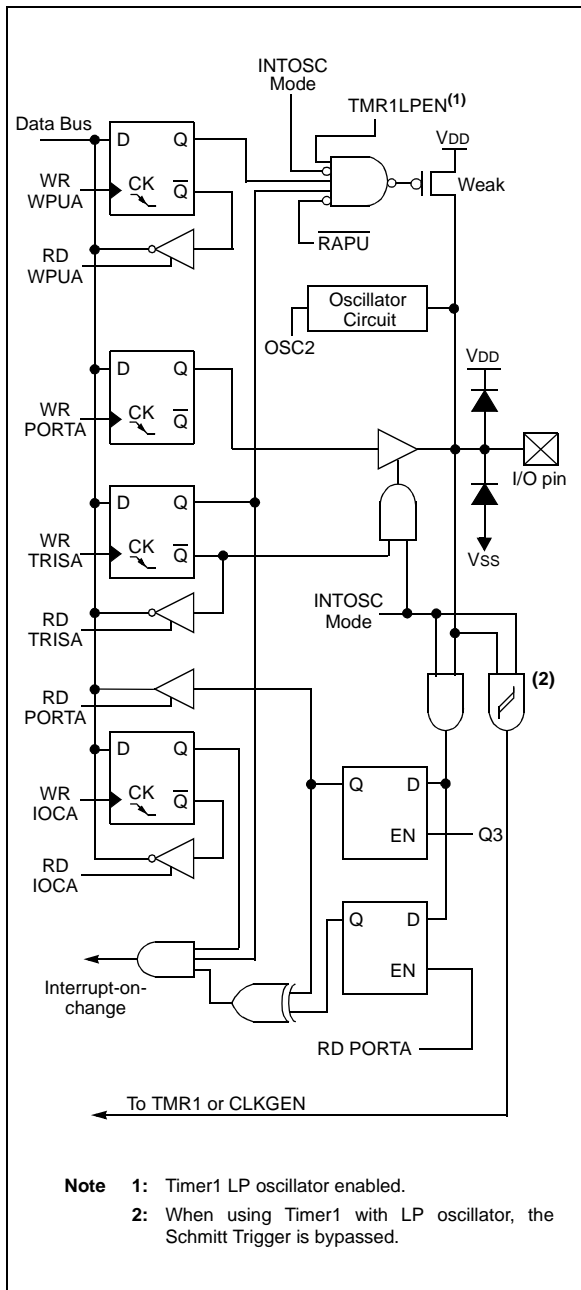 INTOSC
Mode
TMR1LPEN(1)
Data Bus
VDD
D Q
WR
WPUA
CK Q
Weak
RD
WPUA
RAPU
Oscillator
Circuit
OSC2
VDD
D Q
WR
PORTA
CK Q
I/O pin
D Q
WR
TRISA
CK Q
VSS
INTOSC
Mode
RD
TRISA
(2)
RD
PORTA
D Q
WR
IOCA
CK Q
Q D
EN
Q3
RD
IOCA
Q D
EN
Interrupt-on-
change
RD PORTA
To TMR1 or CLKGEN
Note 1: Timer1 LP oscillator enabled.
2: When using Timer1 with LP oscillator, the
Schmitt Trigger is bypassed.